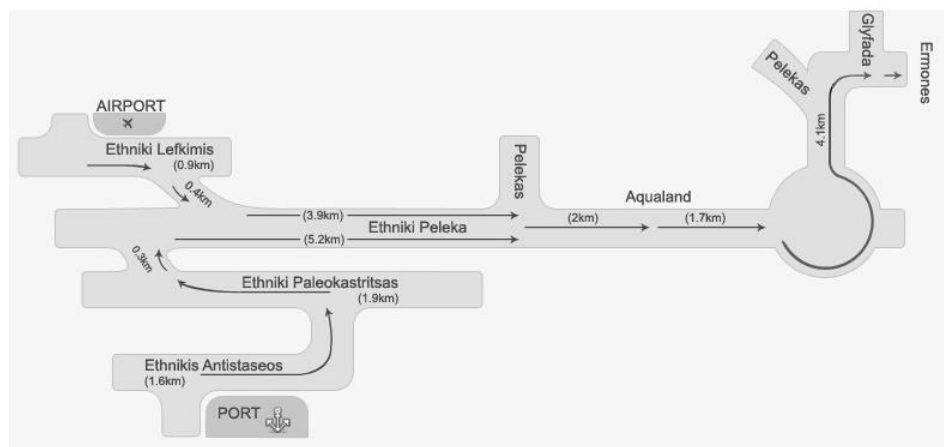 Glyfada
Ermones
Pelekas
4.1km
AIRPORT
Ethniki Lefkimis
(0.9km)
0.4km
Pelekas
Aqualand
(3.9km)
(2km)
(1.7km)
Ethniki Peleka
(5.2km)
0.3km
Ethniki Paleokastritsas
(1.9km)
Ethnikis Antistaseos
(1.6km)
PORT